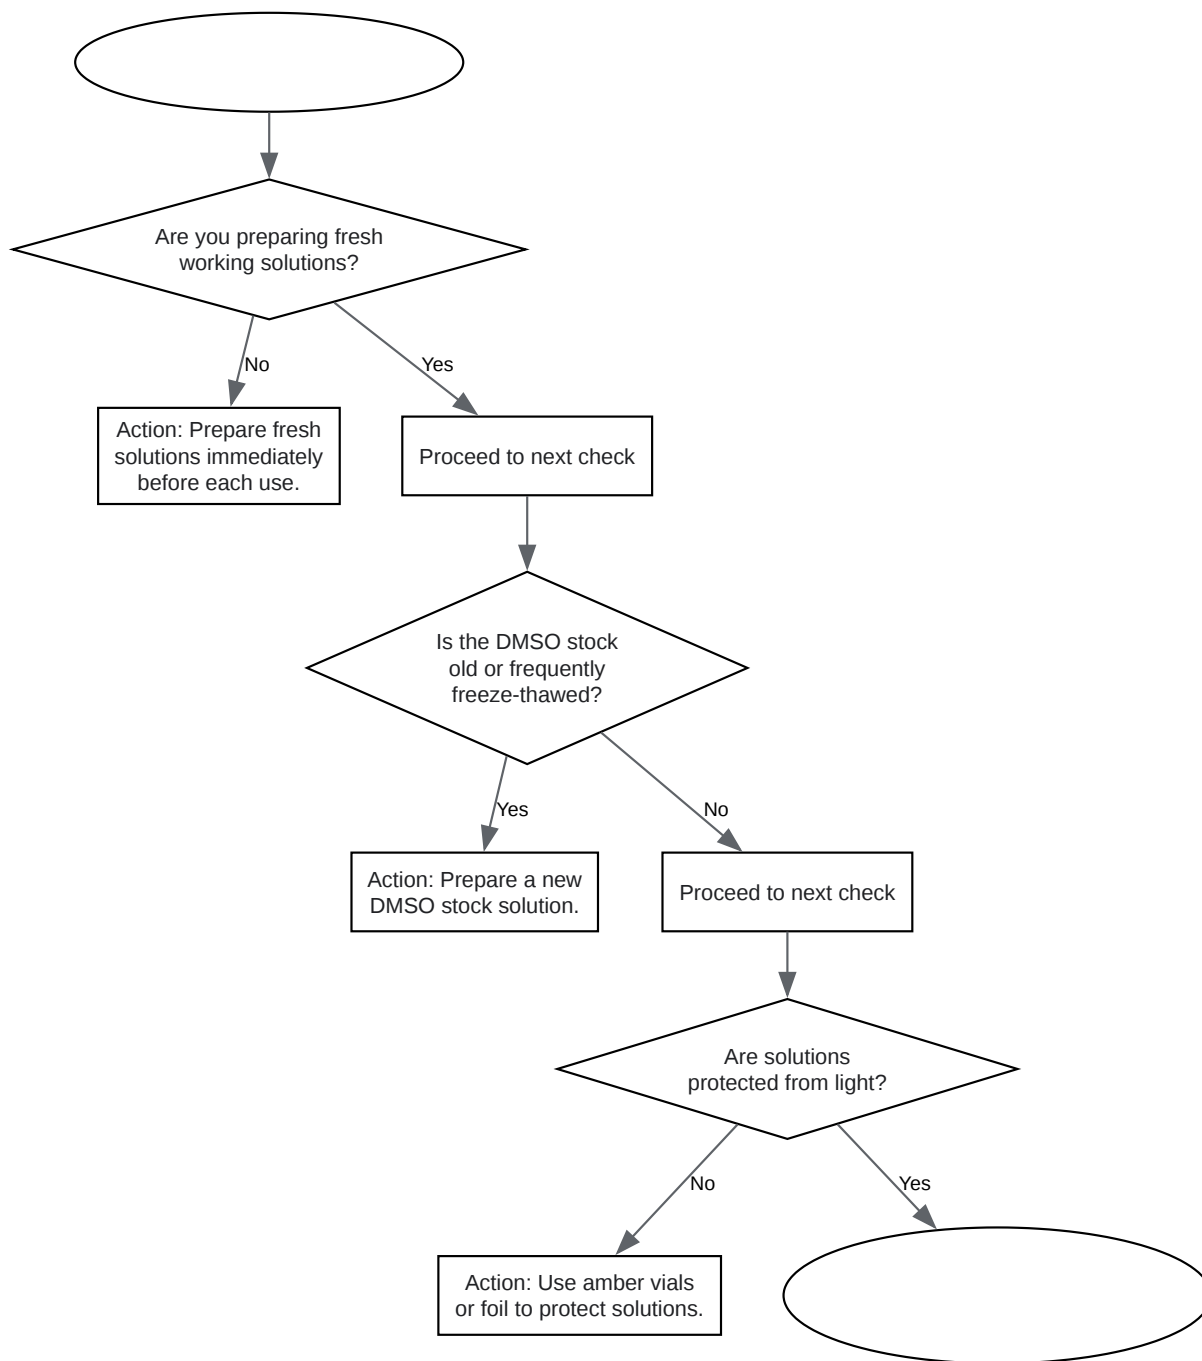 Are you preparing fresh
working solutions?
No
Yes
Action: Prepare fresh
solutions immediately
before each use.
Proceed to next check
Is the DMSO stock
old or frequently
freeze-thawed?
Yes
No
Action: Prepare a new
DMSO stock solution.
Proceed to next check
Are solutions
protected from light?
No
Yes
Action: Use amber vials
or foil to protect solutions.